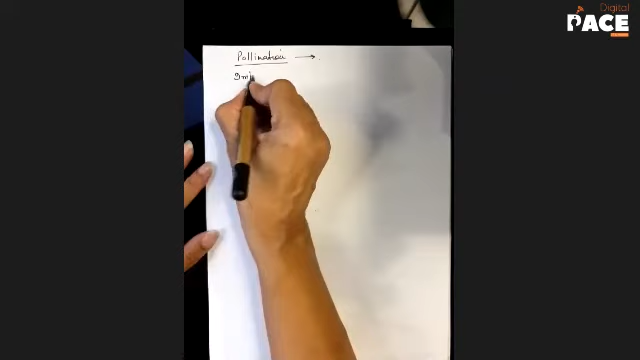 Digital
PACE
Pollination →